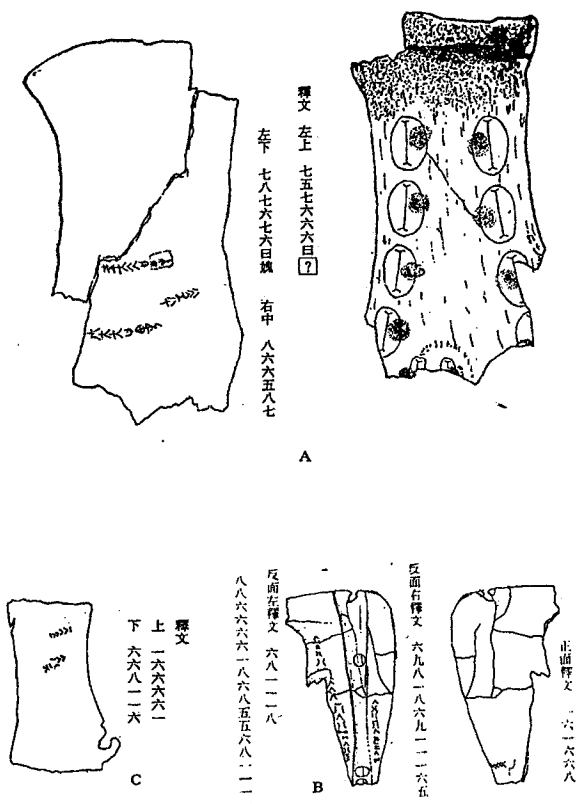 釋文 左上 七五七六六六曰?
左下 七八七六七六曰媿 右中 八六六五八七
A
正面釋文 一六一六六八
反面右釋文 六九八一八六九一一一六五
反面左釋文 六八一一一八
八八六六六六一八六八五五六八一一一一
B
釋文
上 一六六六六一
下 六六八一一六
C